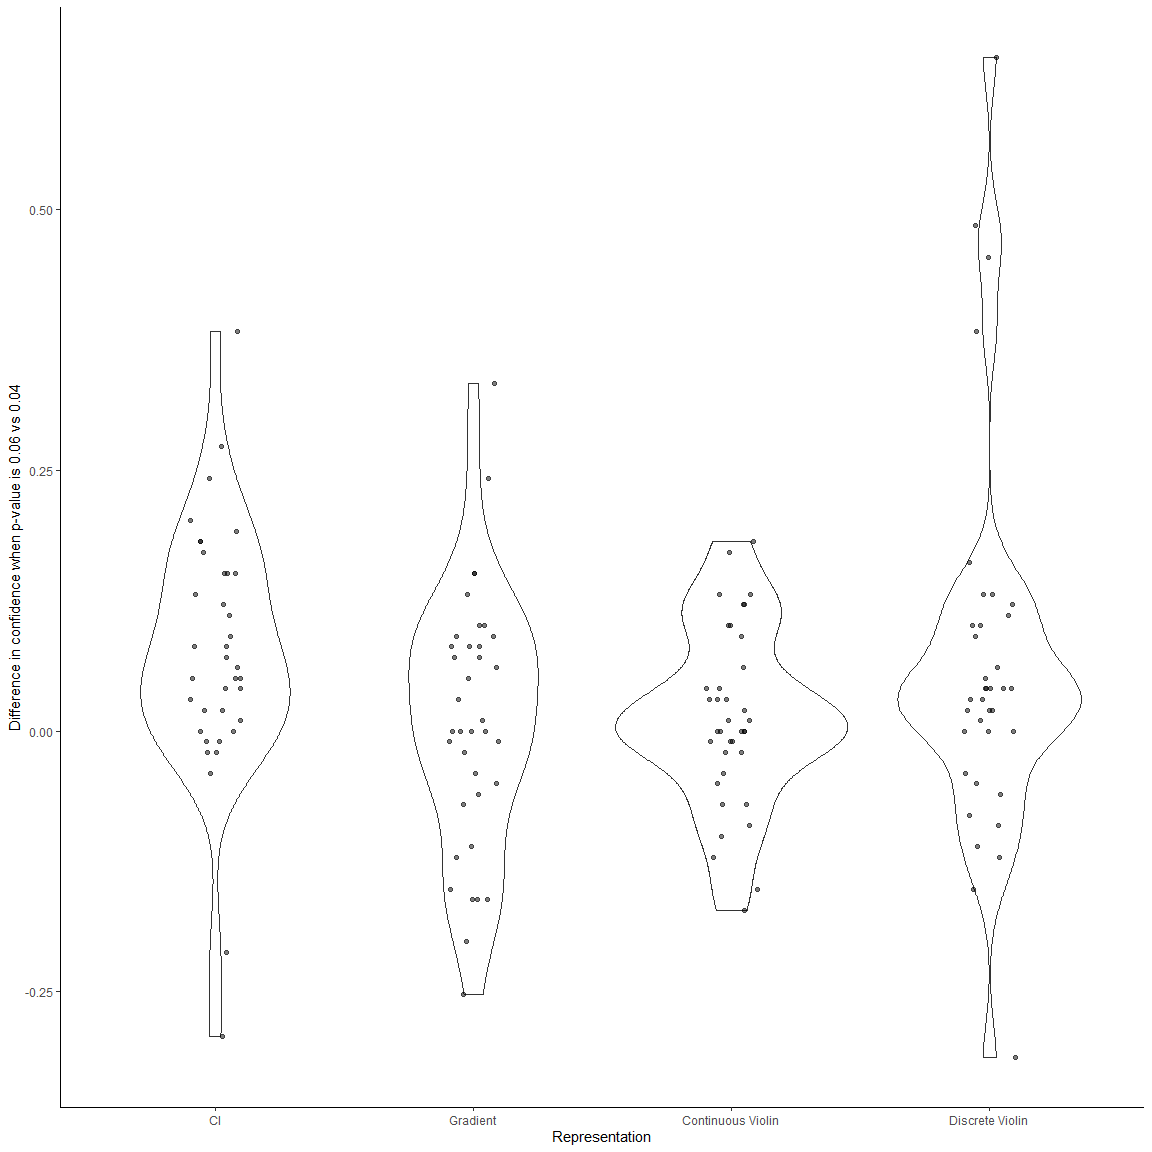 Difference in confidence when p-value is 0.06 vs 0.04
0.50
0.25
0.00
-0.25
CI
Gradient
Continuous Violin
Discrete Violin
Representation